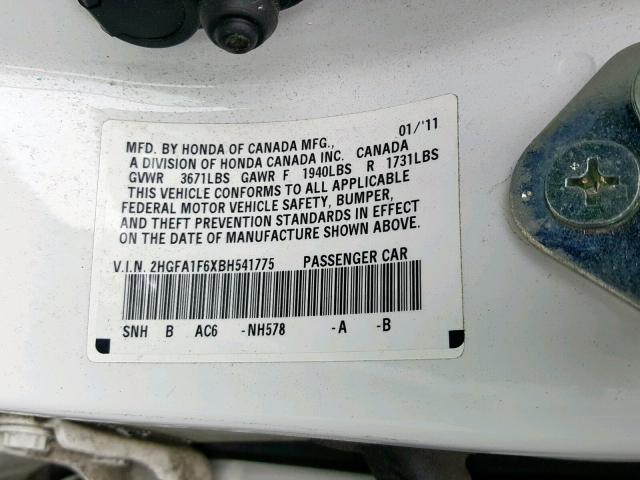 01/'11
MFD. BY HONDA OF CANADA MFG.,
A DIVISION OF HONDA CANADA INC. CANADA
GVWR 3671LBS GAWR F 1940LBS R 1731LBS
THIS VEHICLE CONFORMS TO ALL APPLICABLE
FEDERAL MOTOR VEHICLE SAFETY, BUMPER,
AND THEFT PREVENTION STANDARDS IN EFFECT
ON THE DATE OF MANUFACTURE SHOWN ABOVE.
V.I.N. 2HGFA1F6XBH541775 PASSENGER CAR
SNH B AC6 -NH578 -A -B